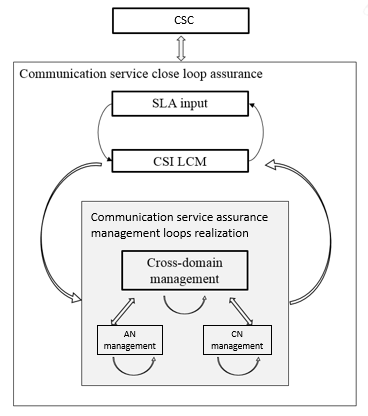 CSC
Communication service close loop assurance
SLA input
CSI LCM
Communication service assurance
management loops realization
Cross-domain
management
AN
management
CN
management